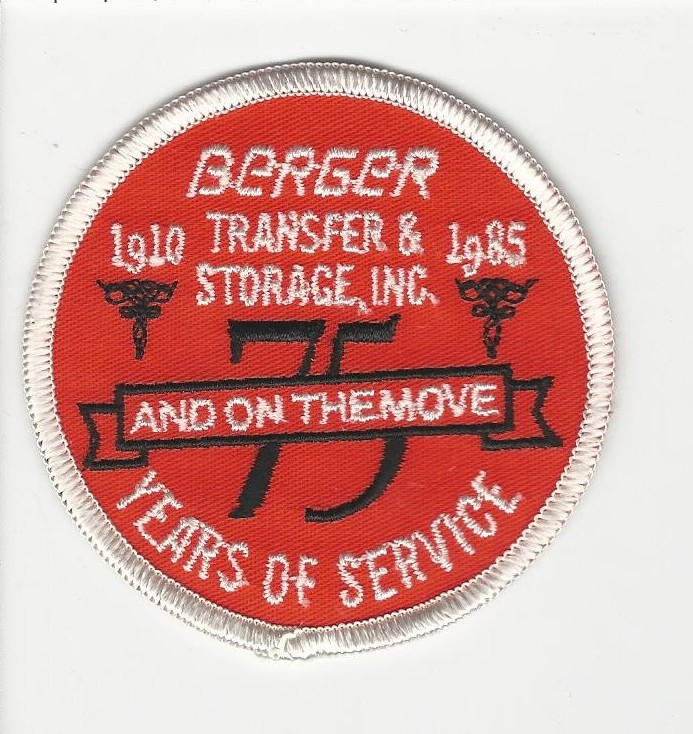 BERGER
1910 TRANSFER & 1985
STORAGE, INC.
75
AND ON THE MOVE
YEARS OF SERVICE